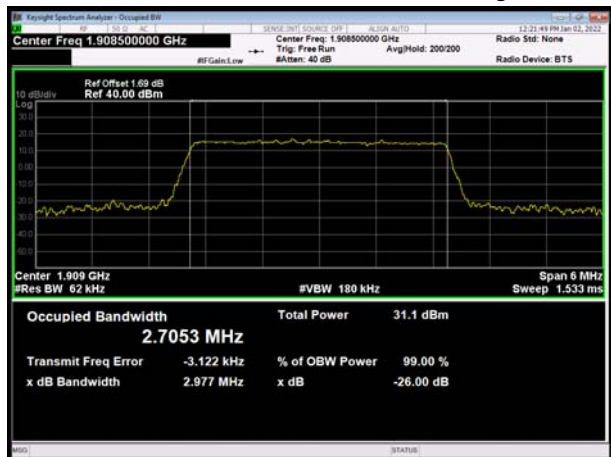 Keysight Spectrum Analyzer - Occupied BW
RF 50 Ω AC SENSE:INT SOURCE OFF ALIGN AUTO 12:21:49 PM Jan 02, 2022
Center Freq 1.908500000 GHz Center Freq: 1.908500000 GHz Radio Std: None
Trig: Free Run Avg|Hold: 200/200
#IFGain:Low #Atten: 40 dB Radio Device: BTS
Ref Offset 1.69 dB
10 dB/div Ref 40.00 dBm
Log
30.0
20.0
10.0
0.00
-10.0
-20.0
-30.0
-40.0
-50.0
Center 1.909 GHz Span 6 MHz
#Res BW 62 kHz #VBW 180 kHz Sweep 1.533 ms
Occupied Bandwidth Total Power 31.1 dBm
2.7053 MHz
Transmit Freq Error -3.122 kHz % of OBW Power 99.00 %
x dB Bandwidth 2.977 MHz x dB -26.00 dB
MSG STATUS